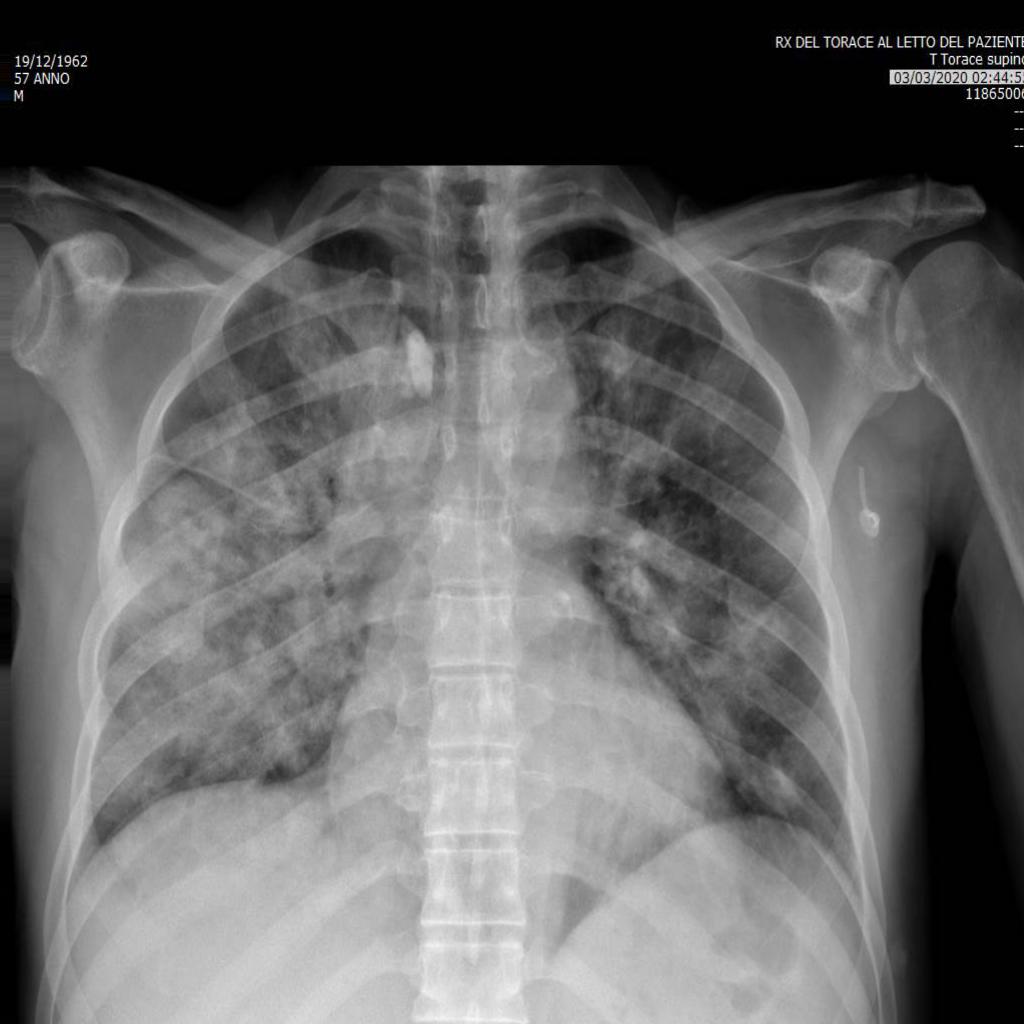 19/12/1962
57 ANNO
M
RX DEL TORACE AL LETTO DEL PAZIENTE
T Torace supino
03/03/2020 02:44:5
11865006
--
--
--